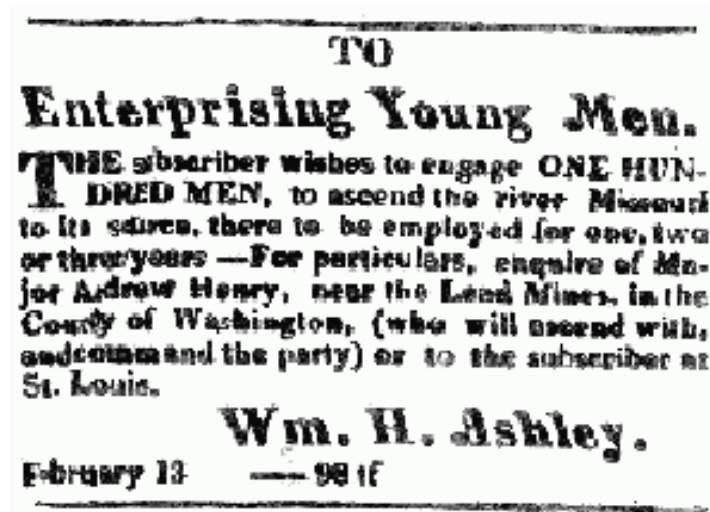 TO
Enterprising Young Men.
THE sibscriber wishes to engage ONE HUN-
DRED MEN, to ascend the river Missouri
to its source, there to be employed for one, two
or three years —For particulars, enquire of Ma-
jor Andrew Henry, near the Lead Mines, in the
County of Washington, (who will ascend with,
and command the party) or to the subscriber at
St. Louis.
Wm. H. Ashley.
February 13 —— 98 tf